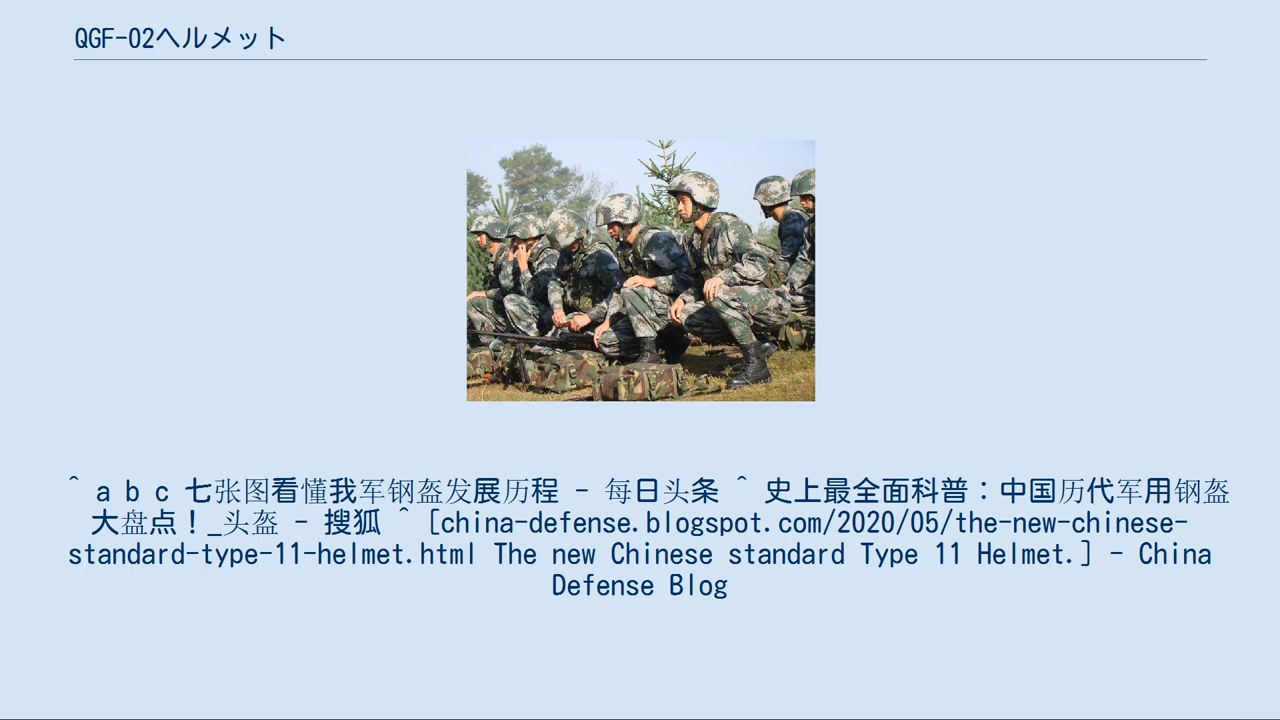 QGF-02ヘルメット
^ a b c 七张图看懂我军钢盔发展历程 - 每日头条 ^ 史上最全面科普：中国历代军用钢盔
大盘点！_头盔 - 搜狐 ^ [china-defense.blogspot.com/2020/05/the-new-chinese-
standard-type-11-helmet.html The new Chinese standard Type 11 Helmet.] - China
Defense Blog